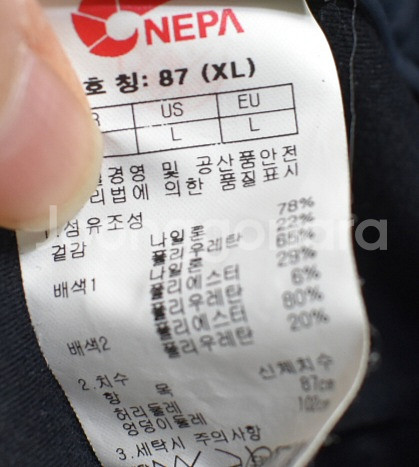 NEPA
호 칭: 87 (XL)
R US EU
L L L
경영 및 공산품안전
리법에 의한 품질표시
1.섬유조성
겉감 나일론 78%
폴리우레탄 22%
배색1 나일론 65%
폴리에스터 29%
폴리우레탄 6%
배색2 폴리에스터 80%
폴리우레탄 20%
2.치수
항 목 신체치수
허리둘레 87cm
엉덩이둘레 102cm
3.세탁시 주의사항